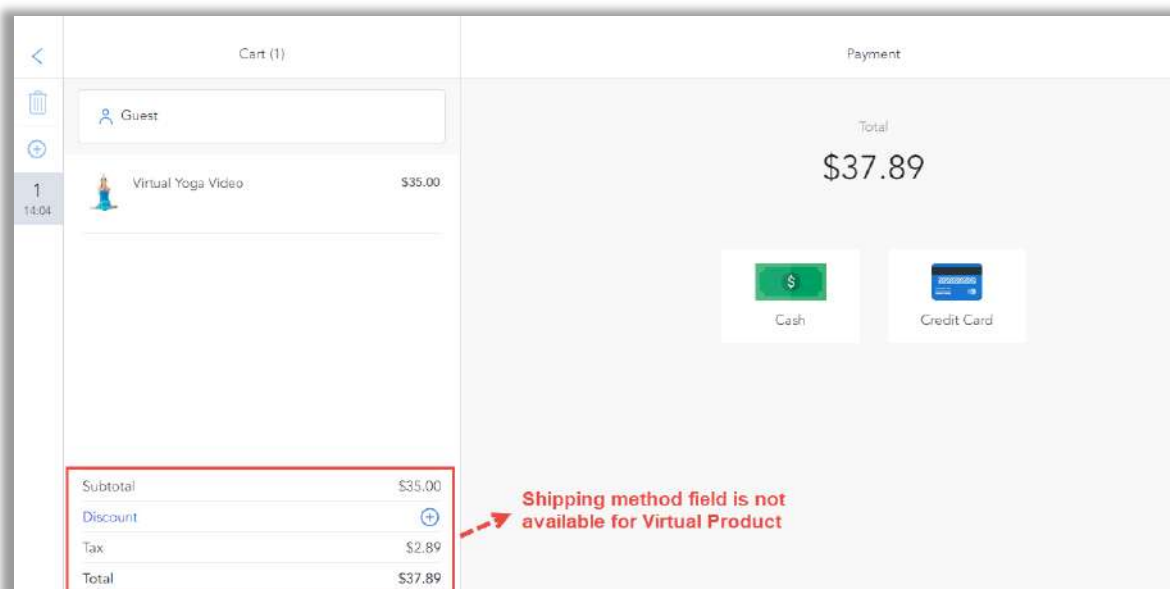 Cart (1)
Payment
Guest
1
14:04
Virtual Yoga Video $35.00
Total
$37.89
$
Cash
Credit Card
Subtotal $35.00
Discount
Tax $2.89
Total $37.89
Shipping method field is not
available for Virtual Product